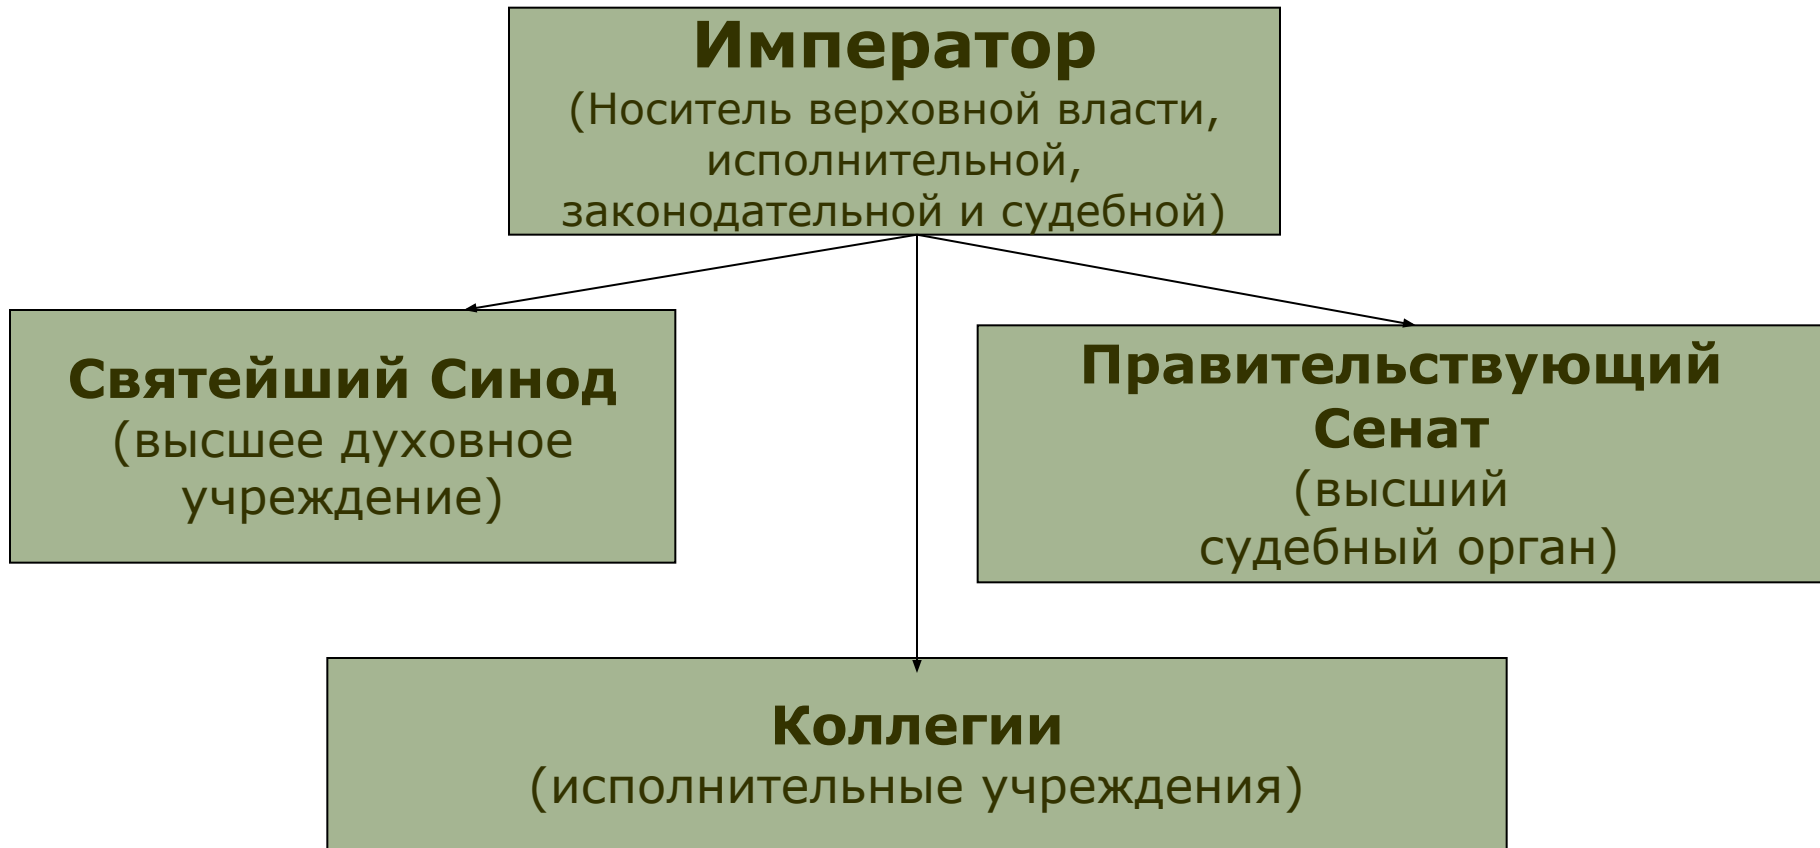 Император
(Носитель верховной власти,
исполнительной,
законодательной и судебной)
Святейший Синод
(высшее духовное
учреждение)
Правительствующий
Сенат
(высший
судебный орган)
Коллегии
(исполнительные учреждения)